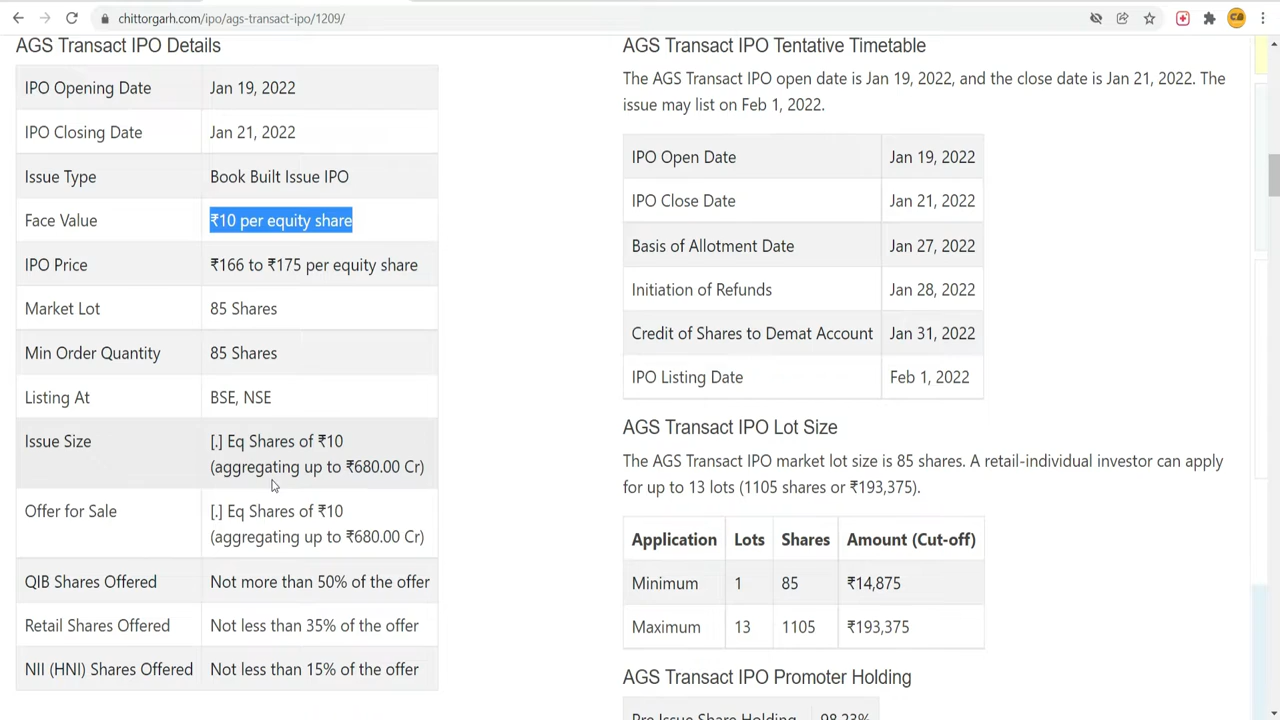 chittorgarh.com/ipo/ags-transact-ipo/1209/
AGS Transact IPO Details
IPO Opening Date Jan 19, 2022
IPO Closing Date Jan 21, 2022
Issue Type Book Built Issue IPO
Face Value ₹10 per equity share
IPO Price ₹166 to ₹175 per equity share
Market Lot 85 Shares
Min Order Quantity 85 Shares
Listing At BSE, NSE
Issue Size [.] Eq Shares of ₹10
(aggregating up to ₹680.00 Cr)
Offer for Sale [.] Eq Shares of ₹10
(aggregating up to ₹680.00 Cr)
QIB Shares Offered Not more than 50% of the offer
Retail Shares Offered Not less than 35% of the offer
NII (HNI) Shares Offered Not less than 15% of the offer
AGS Transact IPO Tentative Timetable
The AGS Transact IPO open date is Jan 19, 2022, and the close date is Jan 21, 2022. The
issue may list on Feb 1, 2022.
IPO Open Date Jan 19, 2022
IPO Close Date Jan 21, 2022
Basis of Allotment Date Jan 27, 2022
Initiation of Refunds Jan 28, 2022
Credit of Shares to Demat Account Jan 31, 2022
IPO Listing Date Feb 1, 2022
AGS Transact IPO Lot Size
The AGS Transact IPO market lot size is 85 shares. A retail-individual investor can apply
for up to 13 lots (1105 shares or ₹193,375).
Application Lots Shares Amount (Cut-off)
Minimum 1 85 ₹14,875
Maximum 13 1105 ₹193,375
AGS Transact IPO Promoter Holding
Pre Issue Share Holding 98.23%